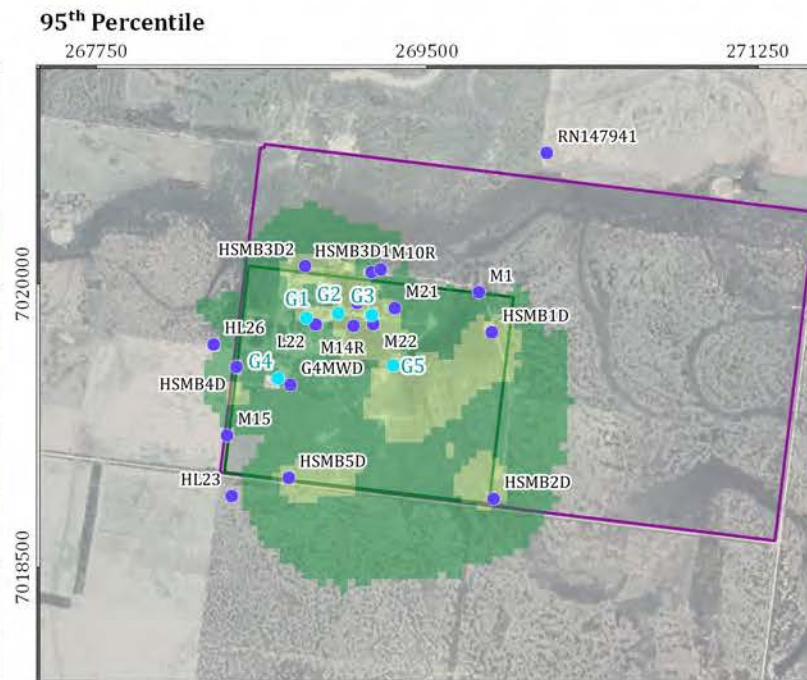 95th Percentile
267750 269500 271250
RN147941
HSMB3D2 HSMB3D1 M10R
7020000
M1
G1 G2 G3 M21
HSMB1D
HL26 L22 M14R M22
G4 G4MWD G5
HSMB4D
M15
HSMB5D
HL23 HSMB2D
7018500